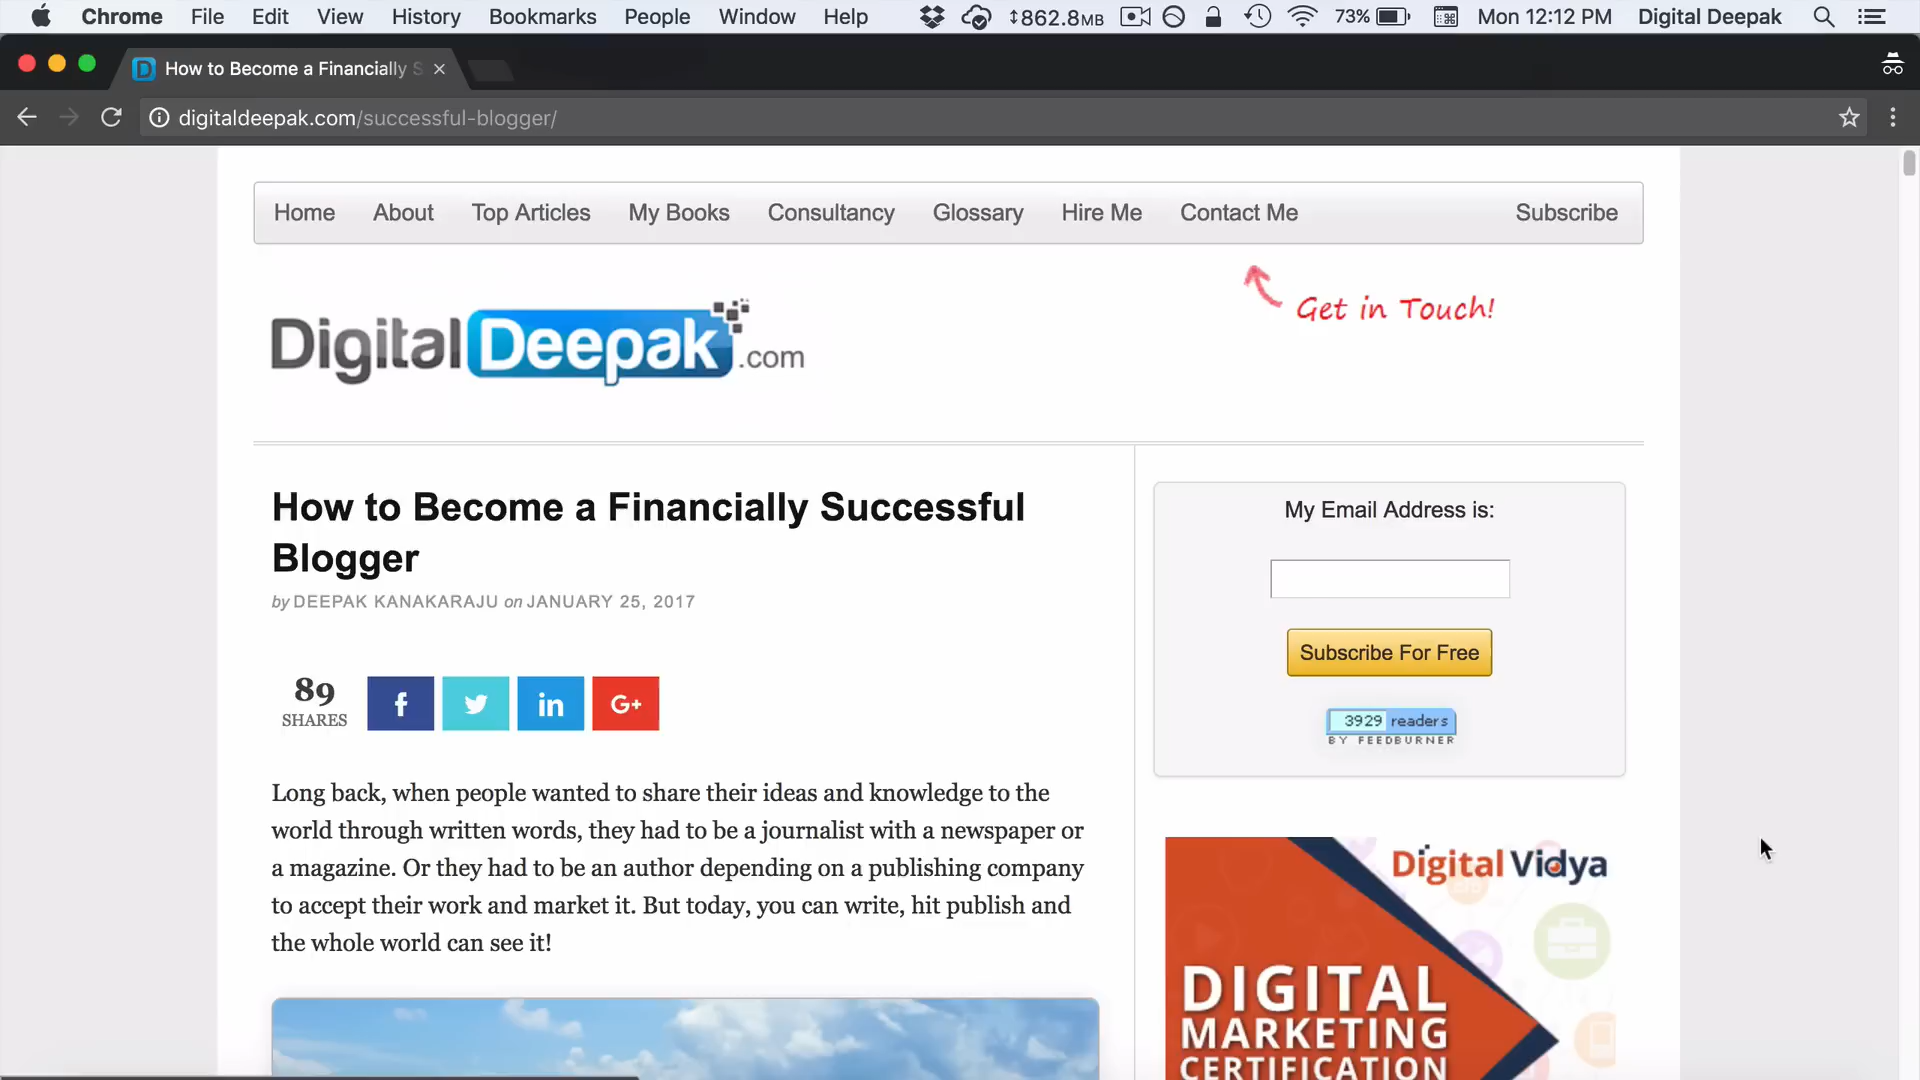 Chrome File Edit View History Bookmarks People Window Help 862.8MB 73% Mon 12:12 PM Digital Deepak
How to Become a Financially S
digitaldeepak.com/successful-blogger/
Home About Top Articles My Books Consultancy Glossary Hire Me Contact Me Subscribe
Get in Touch!
DigitalDeepak.com
How to Become a Financially Successful
Blogger
by DEEPAK KANAKARAJU on JANUARY 25, 2017
89
SHARES
f in G+
Long back, when people wanted to share their ideas and knowledge to the
world through written words, they had to be a journalist with a newspaper or
a magazine. Or they had to be an author depending on a publishing company
to accept their work and market it. But today, you can write, hit publish and
the whole world can see it!
My Email Address is:
Subscribe For Free
3929 readers
BY FEEDBURNER
Digital Vidya
DIGITAL
MARKETING
CERTIFICATION